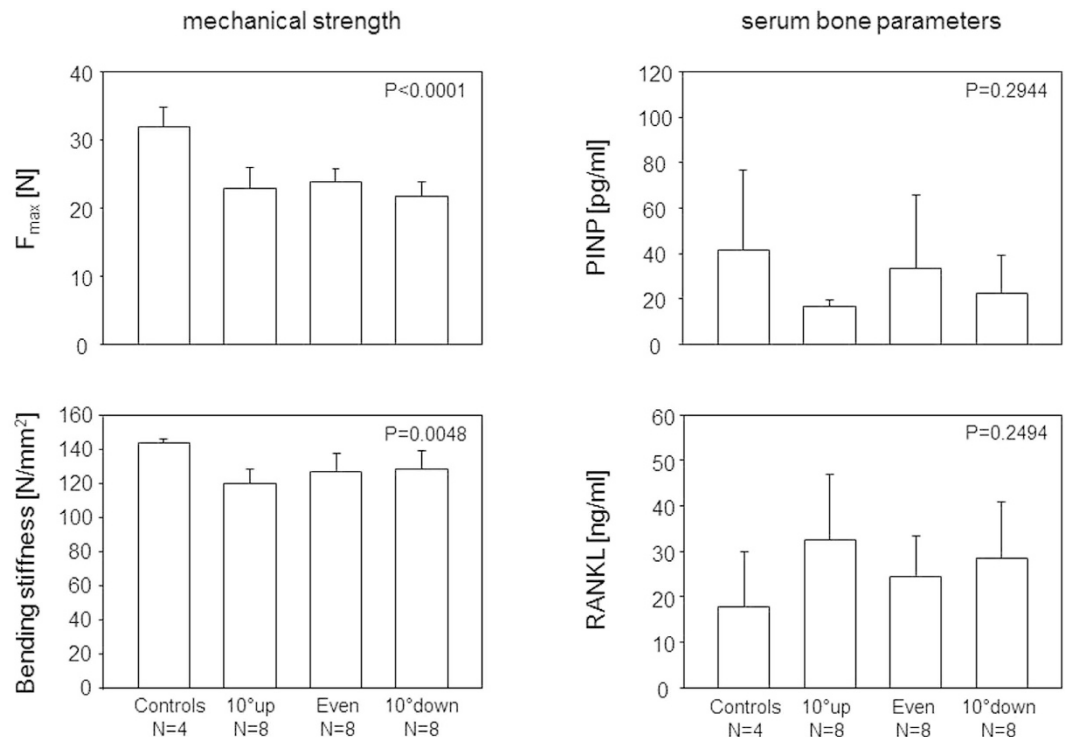 mechanical strength
serum bone parameters
40
30
20
10
0
Fmax [N]
P<0.0001
120
100
80
60
40
20
0
PINP [pg/ml]
P=0.2944
160
140
120
100
80
60
40
20
0
Bending stiffness [N/mm²]
P=0.0048
60
50
40
30
20
10
0
RANKL [ng/ml]
P=0.2494
Controls 10°up Even 10°down
N=4 N=8 N=8 N=8
Controls 10°up Even 10°down
N=4 N=8 N=8 N=8